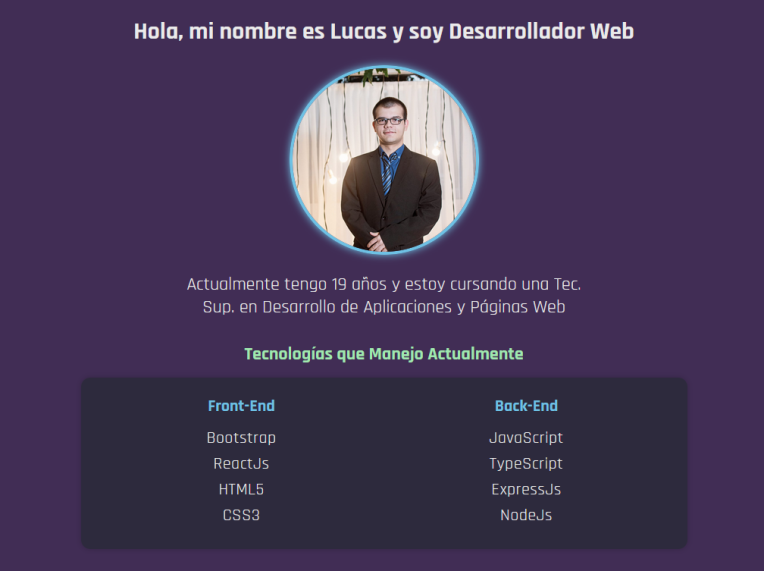 Hola, mi nombre es Lucas y soy Desarrollador Web
Actualmente tengo 19 años y estoy cursando una Tec.
Sup. en Desarrollo de Aplicaciones y Páginas Web
Tecnologías que Manejo Actualmente
Front-End
Bootstrap
ReactJs
HTML5
CSS3
Back-End
JavaScript
TypeScript
ExpressJs
NodeJs